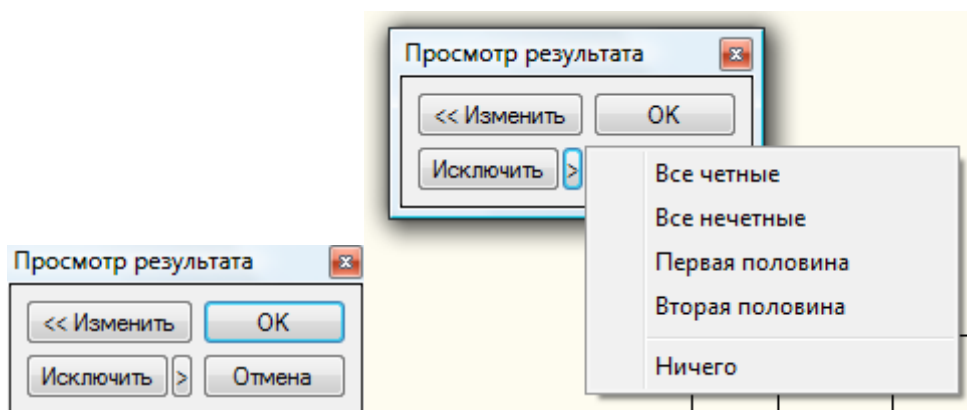 Просмотр результата
<< Изменить
OK
Исключить
>
Все четные
Все нечетные
Первая половина
Вторая половина
Ничего
Просмотр результата
<< Изменить
OK
Исключить
>
Отмена